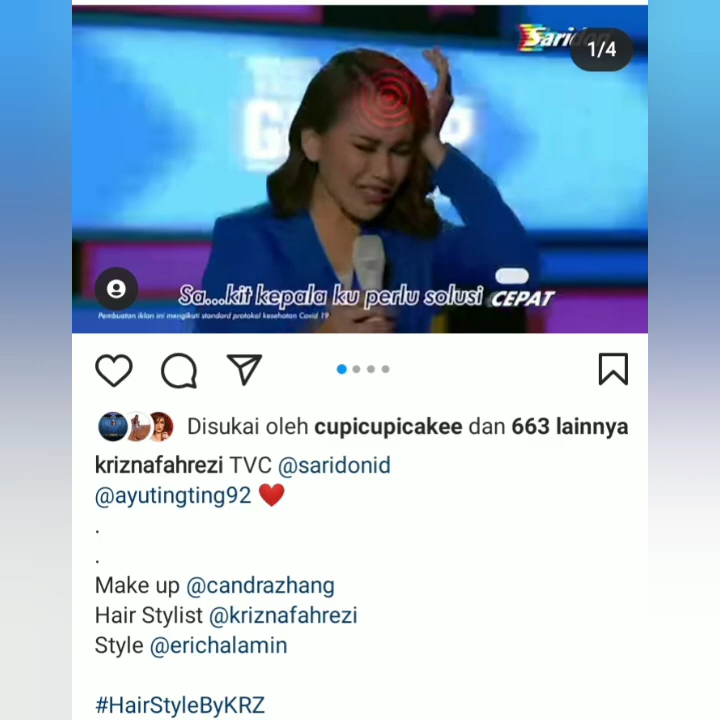 Saridon
1/4
Sa...kit kepala ku perlu solusi CEPAT
Pembuatan iklan ini mengikuti standard protokol kesehatan Covid 19
Disukai oleh cupicupicakee dan 663 lainnya
kriznafahrezi TVC @saridonid
@ayutingting92 ❤️
.
.
Make up @candrazhang
Hair Stylist @kriznafahrezi
Style @erichalamin
#HairStyleByKRZ